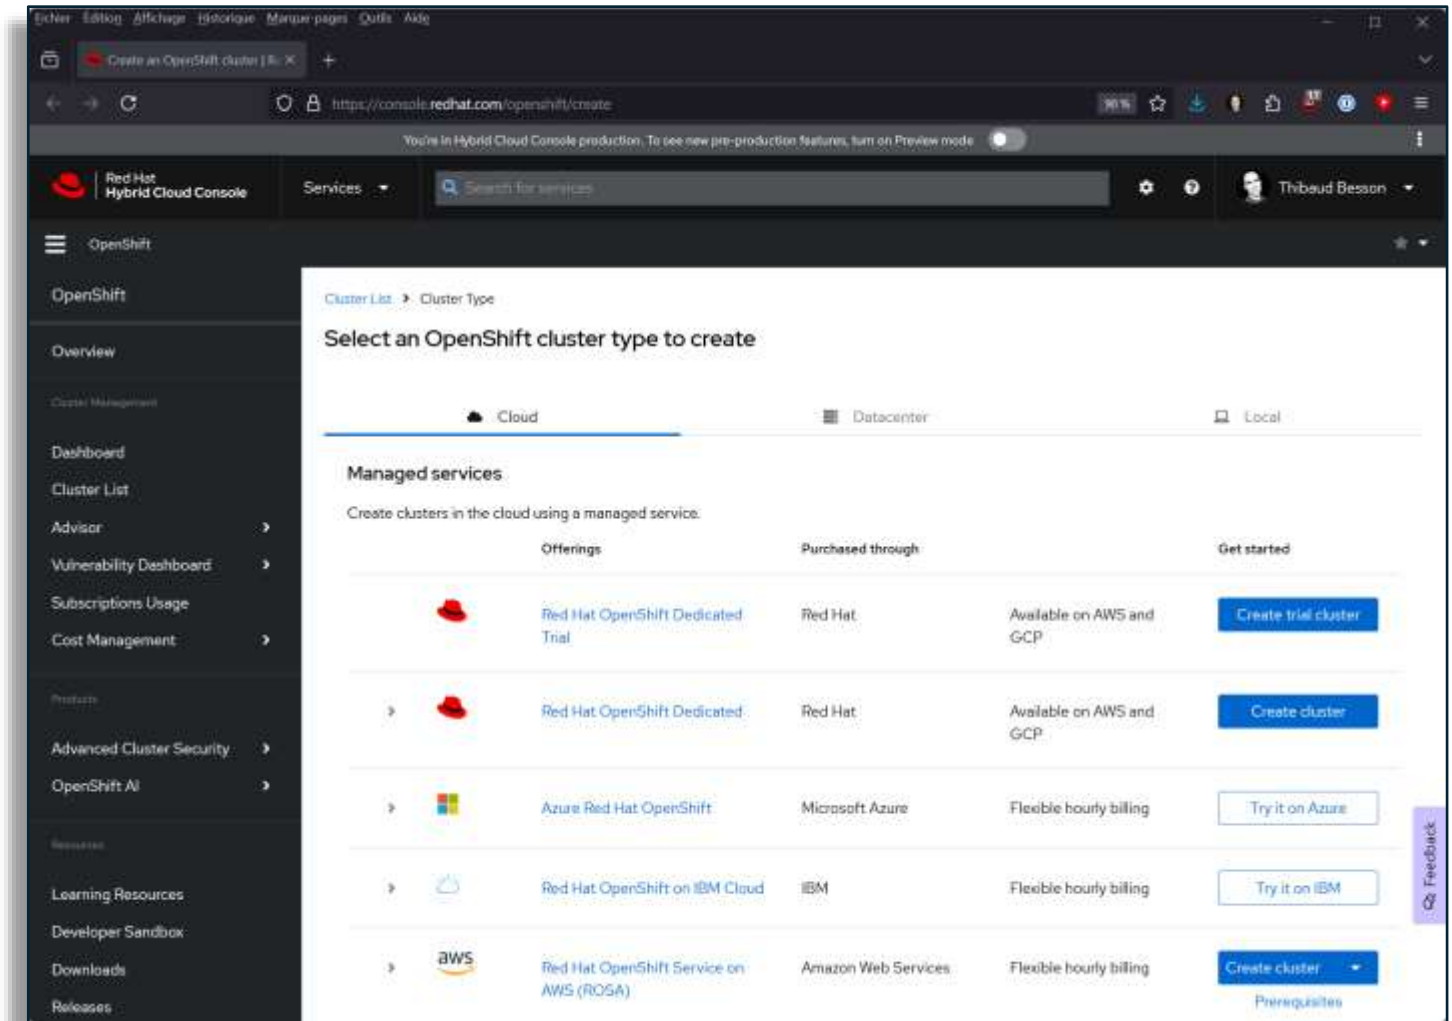 Fichier Édition Affichage Historique Marque-pages Outils Aide
Create an OpenShift cluster | R
https://console.redhat.com/openshift/create
90 %
17
You're in Hybrid Cloud Console production. To see new pre-production features, turn on Preview mode
Red Hat
Hybrid Cloud Console
Services
Search for services
Thibaud Besson
OpenShift
OpenShift
Overview
Cluster Management
Dashboard
Cluster List
Advisor
Vulnerability Dashboard
Subscriptions Usage
Cost Management
Products
Advanced Cluster Security
OpenShift AI
Resources
Learning Resources
Developer Sandbox
Downloads
Releases
Cluster List > Cluster Type
Select an OpenShift cluster type to create
Cloud Datacenter Local
Managed services
Create clusters in the cloud using a managed service.
Offerings Purchased through Get started
Red Hat OpenShift Dedicated Red Hat Available on AWS and Create trial cluster
Trial GCP
Red Hat OpenShift Dedicated Red Hat Available on AWS and Create cluster
GCP
Azure Red Hat OpenShift Microsoft Azure Flexible hourly billing Try it on Azure
Red Hat OpenShift on IBM Cloud IBM Flexible hourly billing Try it on IBM
aws Red Hat OpenShift Service on Amazon Web Services Flexible hourly billing Create cluster
AWS (ROSA) Prerequisites
Feedback